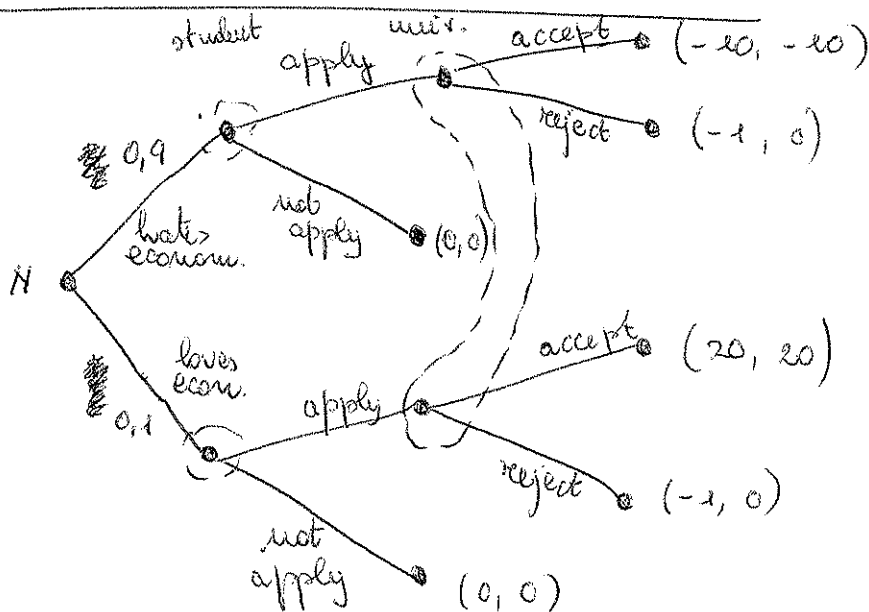 student univ.
apply accept (-10, -10)
reject (-1, 0)
0,9
not apply (0,0)
hates econom.
N
loves econ.
0,1
apply accept (20, 20)
reject (-1, 0)
not apply (0, 0)